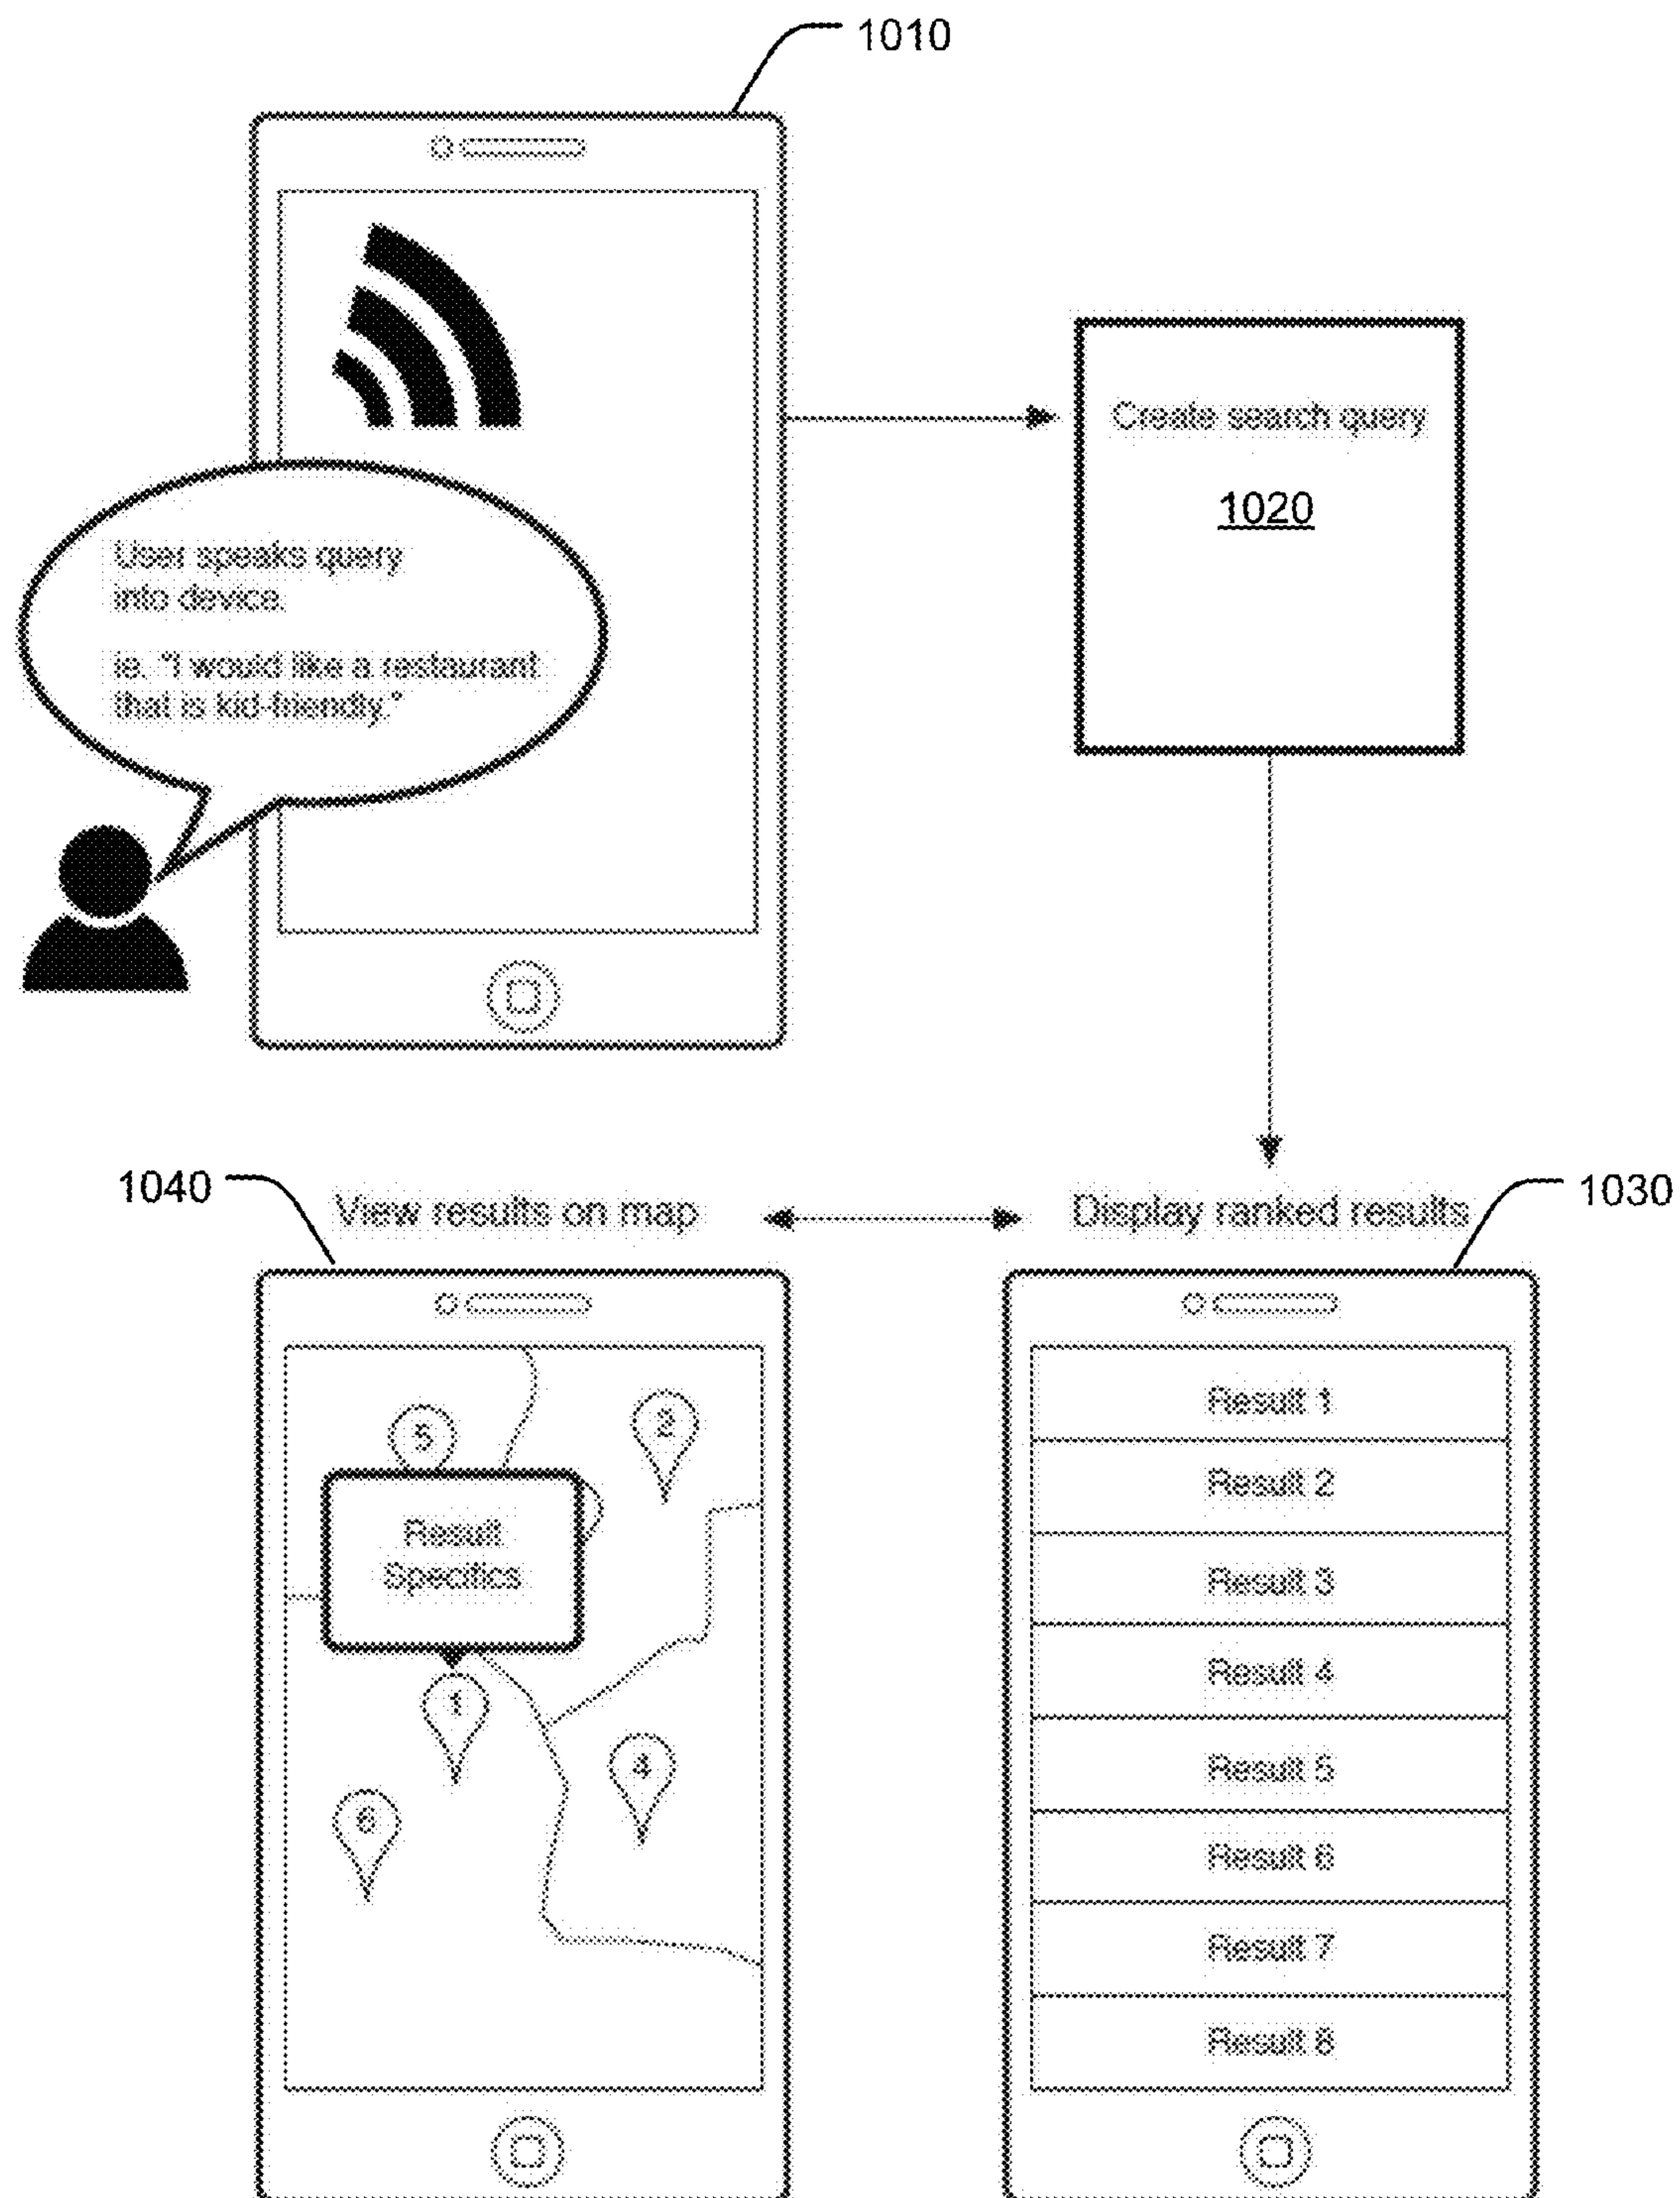 1010
Create search query
1020
User speaks query
into device.
ie. "I would like a restaurant
that is kid-friendly."
1040
View results on map
Display ranked results
1030
5
2
Result
Specifics
1
4
6
Result 1
Result 2
Result 3
Result 4
Result 5
Result 6
Result 7
Result 8